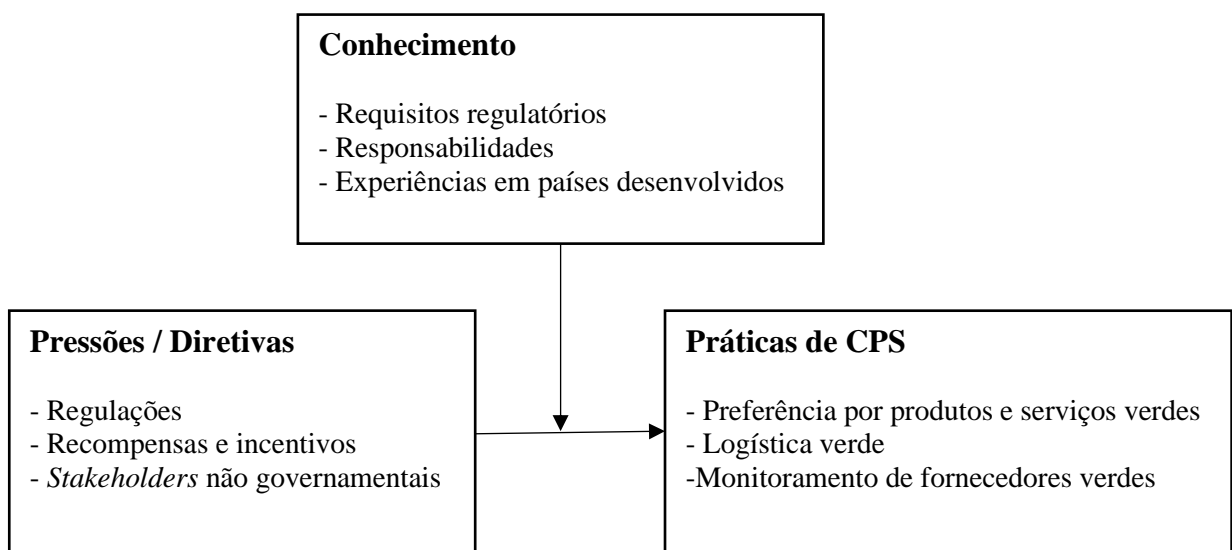 Conhecimento
- Requisitos regulatórios
- Responsabilidades
- Experiências em países desenvolvidos
Pressões / Diretivas
- Regulações
- Recompensas e incentivos
- Stakeholders não governamentais
Práticas de CPS
- Preferência por produtos e serviços verdes
- Logística verde
-Monitoramento de fornecedores verdes